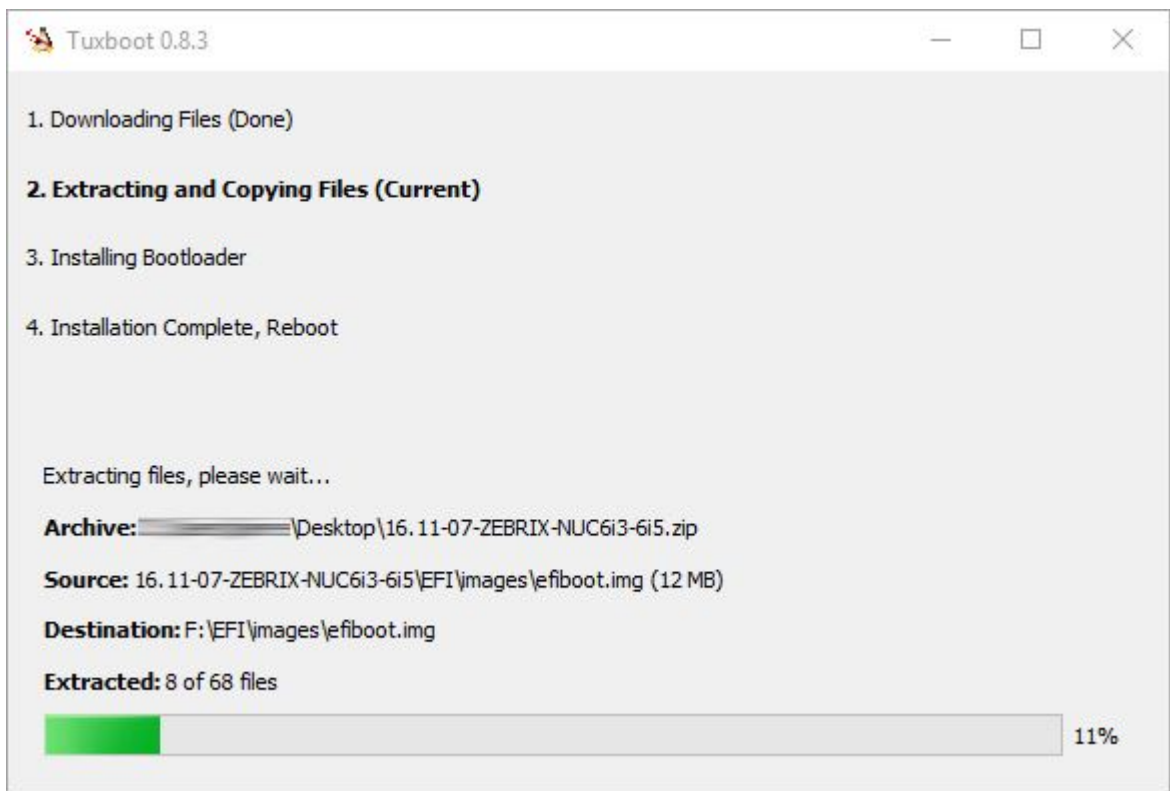 Tuxboot 0.8.3
1. Downloading Files (Done)
2. Extracting and Copying Files (Current)
3. Installing Bootloader
4. Installation Complete, Reboot
Extracting files, please wait...
Archive: \Desktop\16.11-07-ZEBRIX-NUC6i3-6i5.zip
Source: 16.11-07-ZEBRIX-NUC6i3-6i5\EFI\images\efiboot.img (12 MB)
Destination: F:\EFI\images\efiboot.img
Extracted: 8 of 68 files
11%